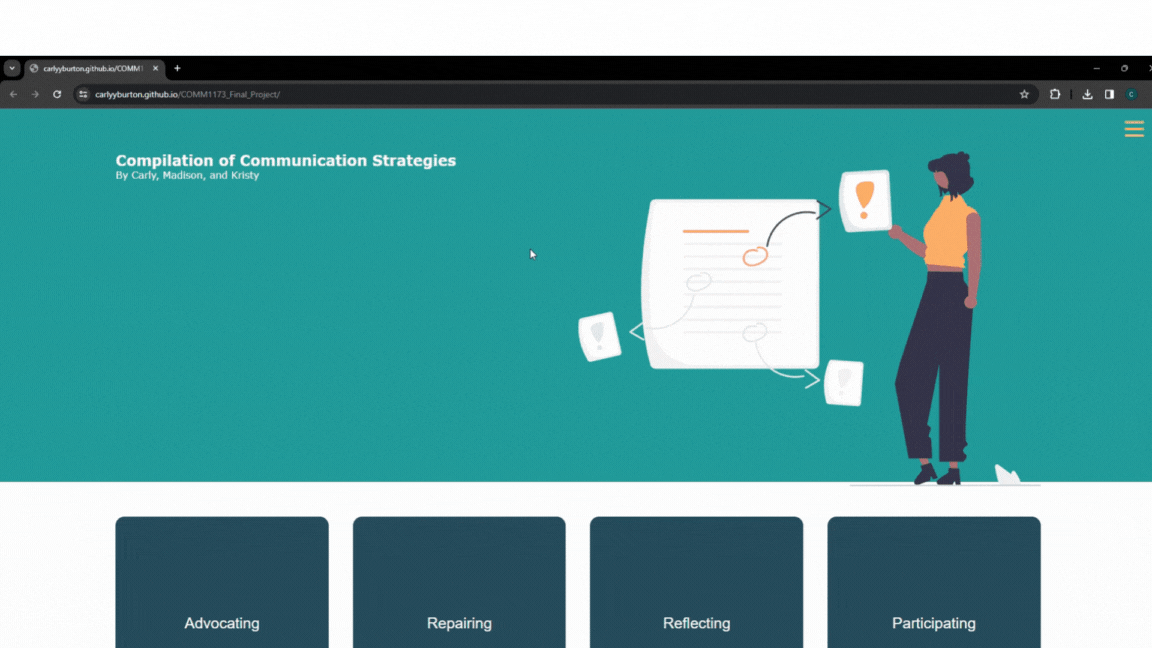 carlyyburton.github.io/COMM1
carlyyburton.github.io/COMM1173_Final_Project/
C
Compilation of Communication Strategies
By Carly, Madison, and Kristy
Advocating
Repairing
Reflecting
Participating